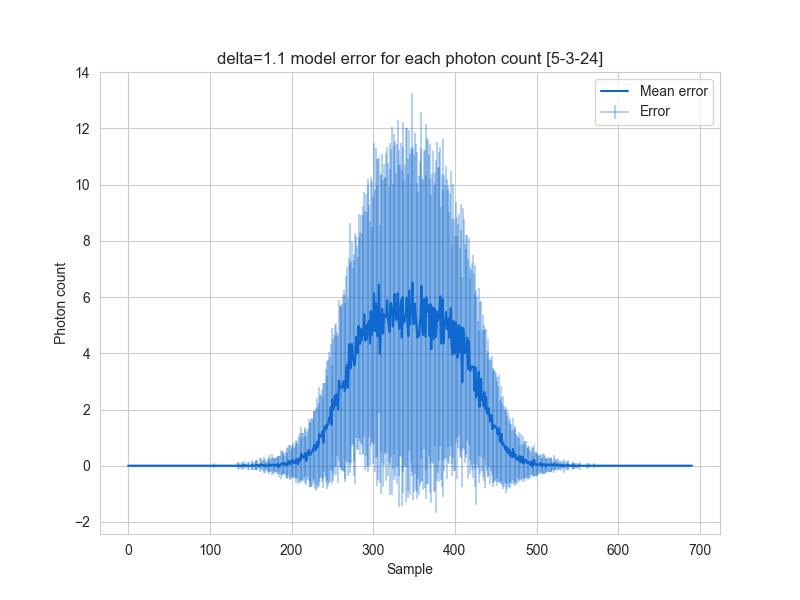 delta=1.1 model error for each photon count [5-3-24]
14
12
10
8
6
4
2
0
−2
Photon count
Mean error
Error
0 100 200 300 400 500 600 700
Sample